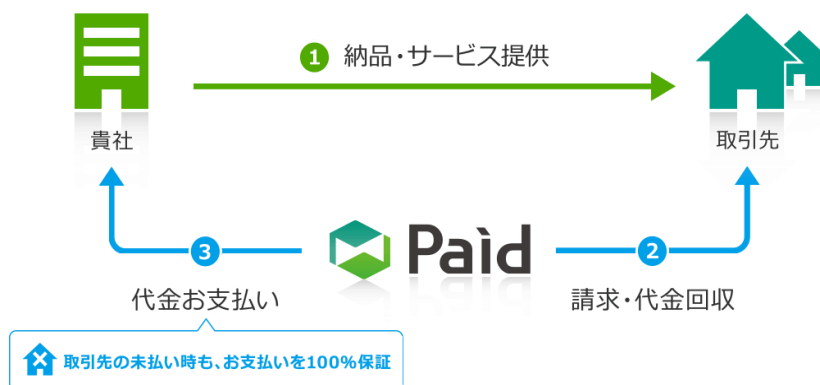 1 納品・サービス提供
貴社
取引先
3
Paid
2
代金お支払い
請求・代金回収
取引先の未払い時も、お支払いを100%保証